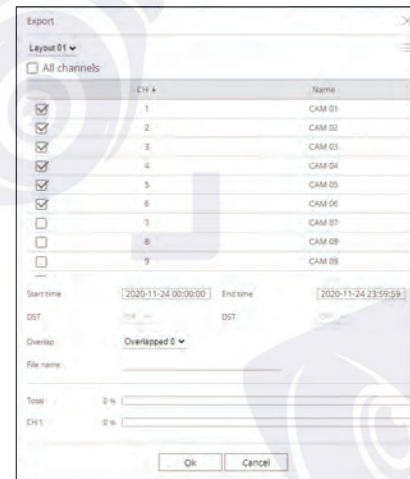 Export
Layout 01
All channels
CH Name
1 CAM 01
2 CAM 02
3 CAM 03
4 CAM 04
5 CAM 05
6 CAM 06
7 CAM 07
8 CAM 08
9 CAM 09
Start time 2020-11-24 00:00:00 End time 2020-11-24 23:59:59
DST DST
Overlap Overlapped 0
File name
Total 0 %
CH 1 0 %
Ok Cancel